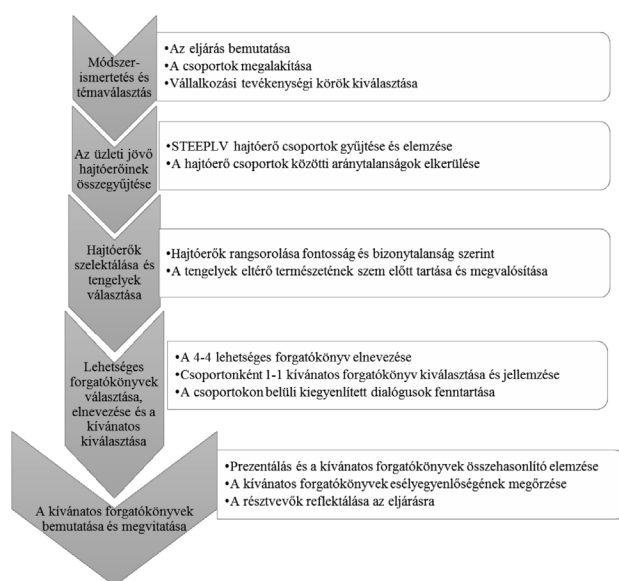 Módszer-
ismertetés és
témaválasztás
•Az eljárás bemutatása
•A csoportok megalakítása
•Vállalkozási tevékenységi körök kiválasztása
Az üzleti jövő
hajtóerőinek
összegyűjtése
•STEEPLV hajtóerő csoportok gyűjtése és elemzése
•A hajtóerő csoportok közötti aránytalanságok elkerülése
Hajtóerők
szelektálása és
tengelyek
választása
•Hajtóerők rangsorolása fontosság és bizonytalanság szerint
•A tengelyek eltérő természetének szem előtt tartása és megvalósítása
Lehetséges
forgatókönyvek
választása,
elnevezése és a
kívánatos
kiválasztása
•A 4-4 lehetséges forgatókönyv elnevezése
•Csoportonként 1-1 kívánatos forgatókönyv kiválasztása és jellemzése
•A csoportokon belüli kiegyenlített dialógusok fenntartása
A kívánatos forgatókönyvek
bemutatása és megvitatása
•Prezentálás és a kívánatos forgatókönyvek összehasonlító elemzése
•A kívánatos forgatókönyvek esélyegyenlőségének megőrzése
•A résztvevők reflektálása az eljárásra